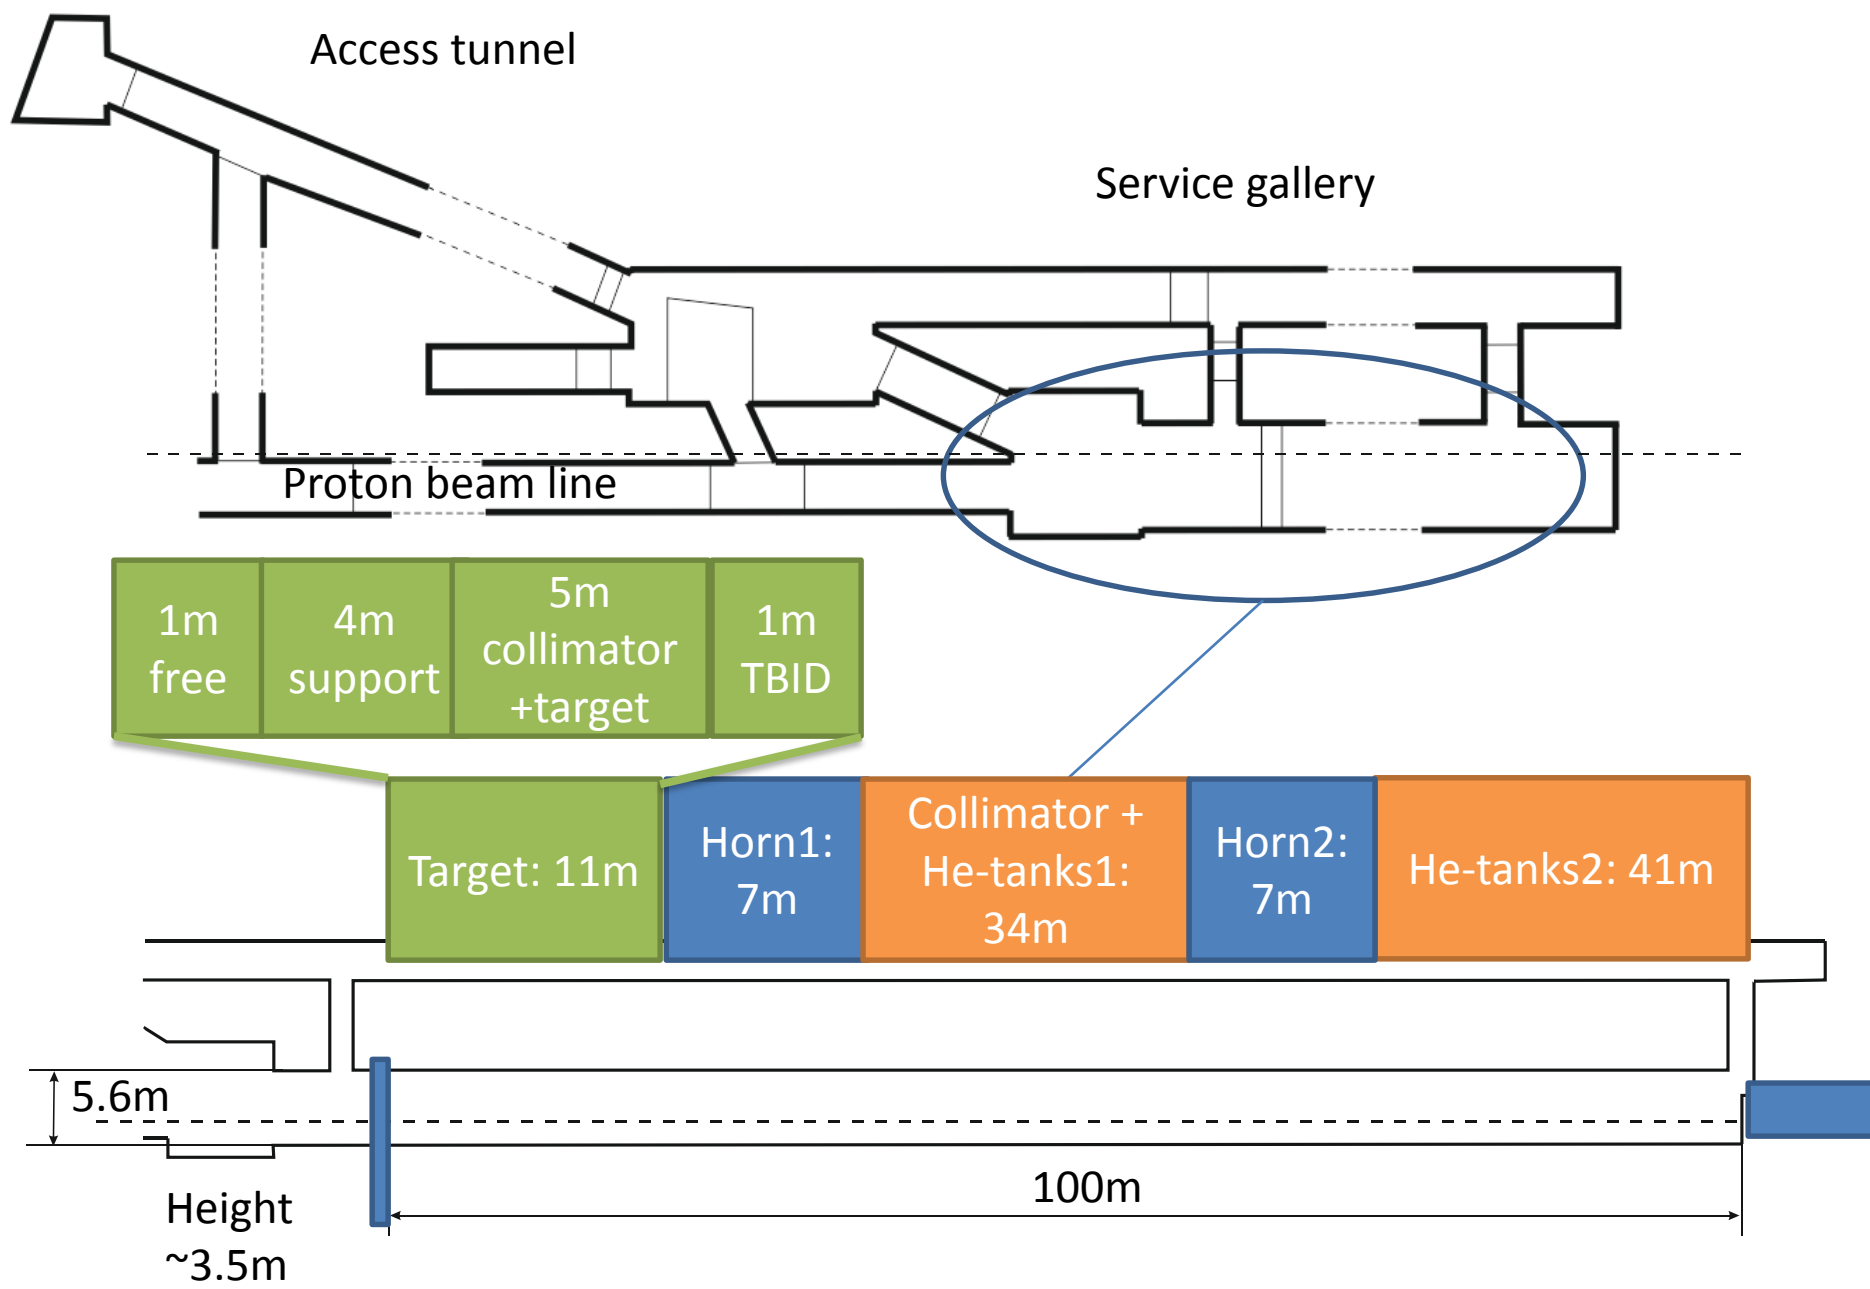 Access tunnel
Service gallery
Proton beam line
1m
free
4m
support
5m
collimator
+target
1m
TBID
Target: 11m
Horn1:
7m
Collimator +
He-tanks1:
34m
Horn2:
7m
He-tanks2: 41m
5.6m
100m
Height
~3.5m